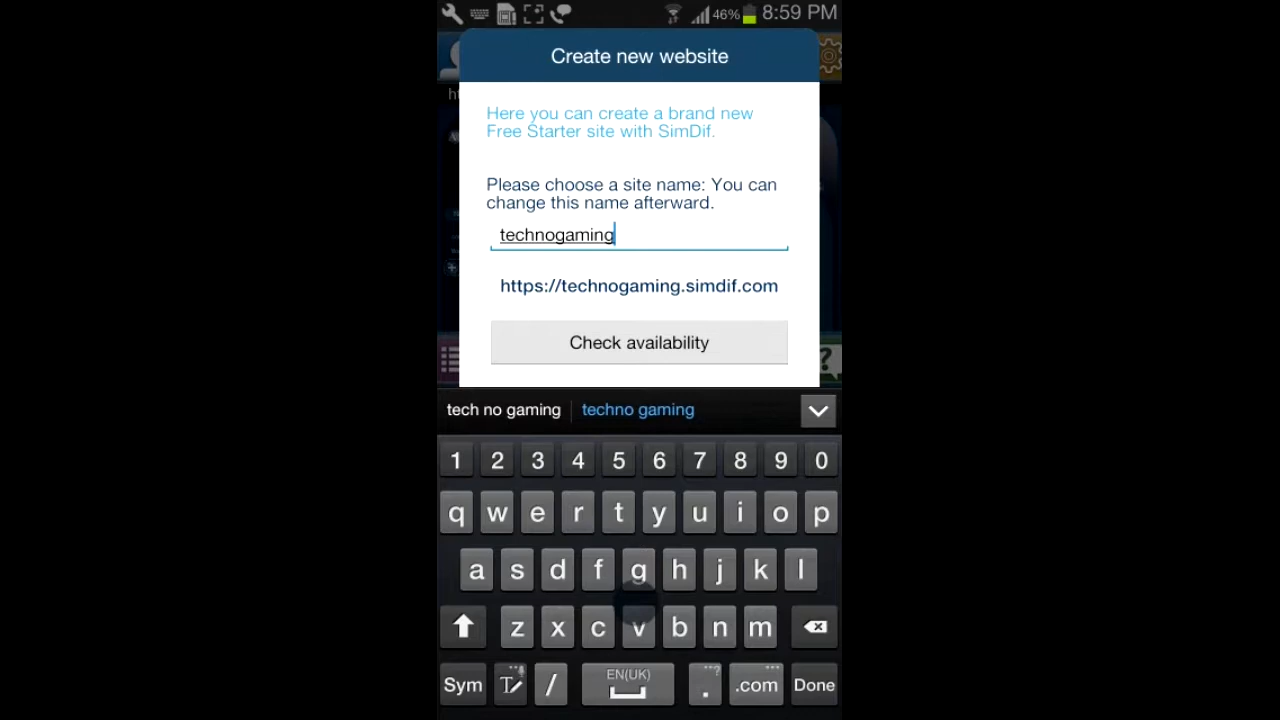 46% 8:59 PM
Create new website
Here you can create a brand new
Free Starter site with SimDif.
Please choose a site name: You can
change this name afterward.
technogaming
https://technogaming.simdif.com
Check availability
tech no gaming techno gaming
1 2 3 4 5 6 7 8 9 0
q w e r t y u i o p
a s d f g h j k l
z x c v b n m
Sym T / EN(UK) . .com Done